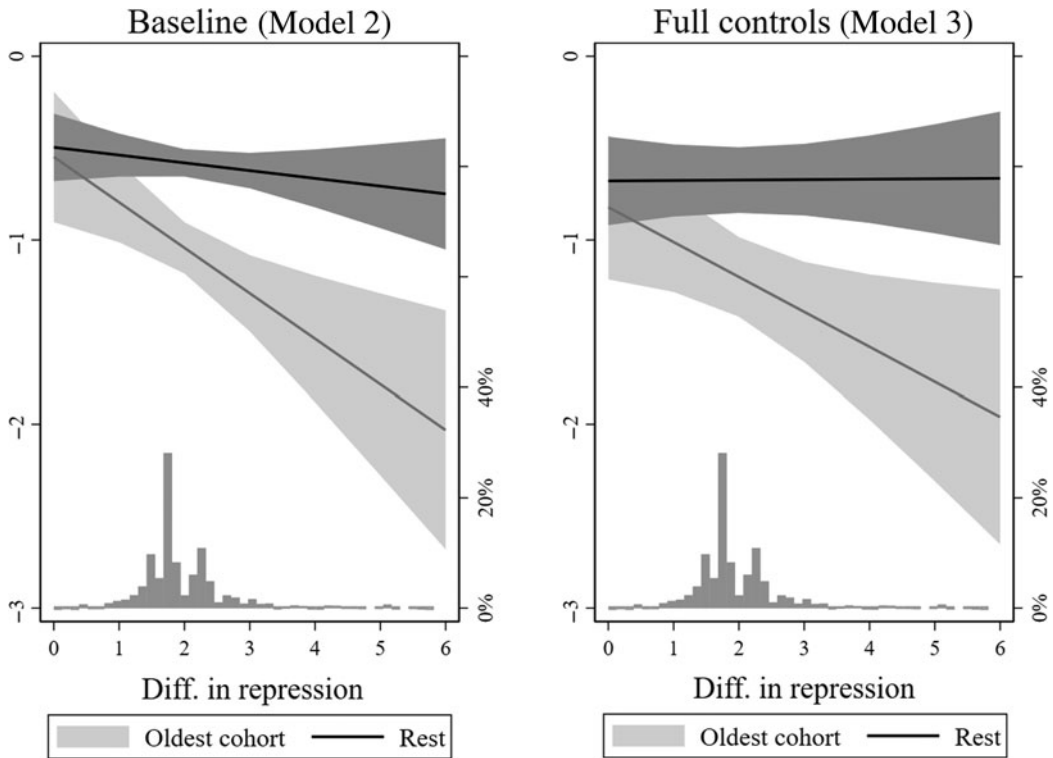 Baseline (Model 2)
0
−1
−2
−3
40%
20%
0%
0 1 2 3 4 5 6
Diff. in repression
Oldest cohort Rest
Full controls (Model 3)
0
−1
−2
−3
40%
20%
0%
0 1 2 3 4 5 6
Diff. in repression
Oldest cohort Rest